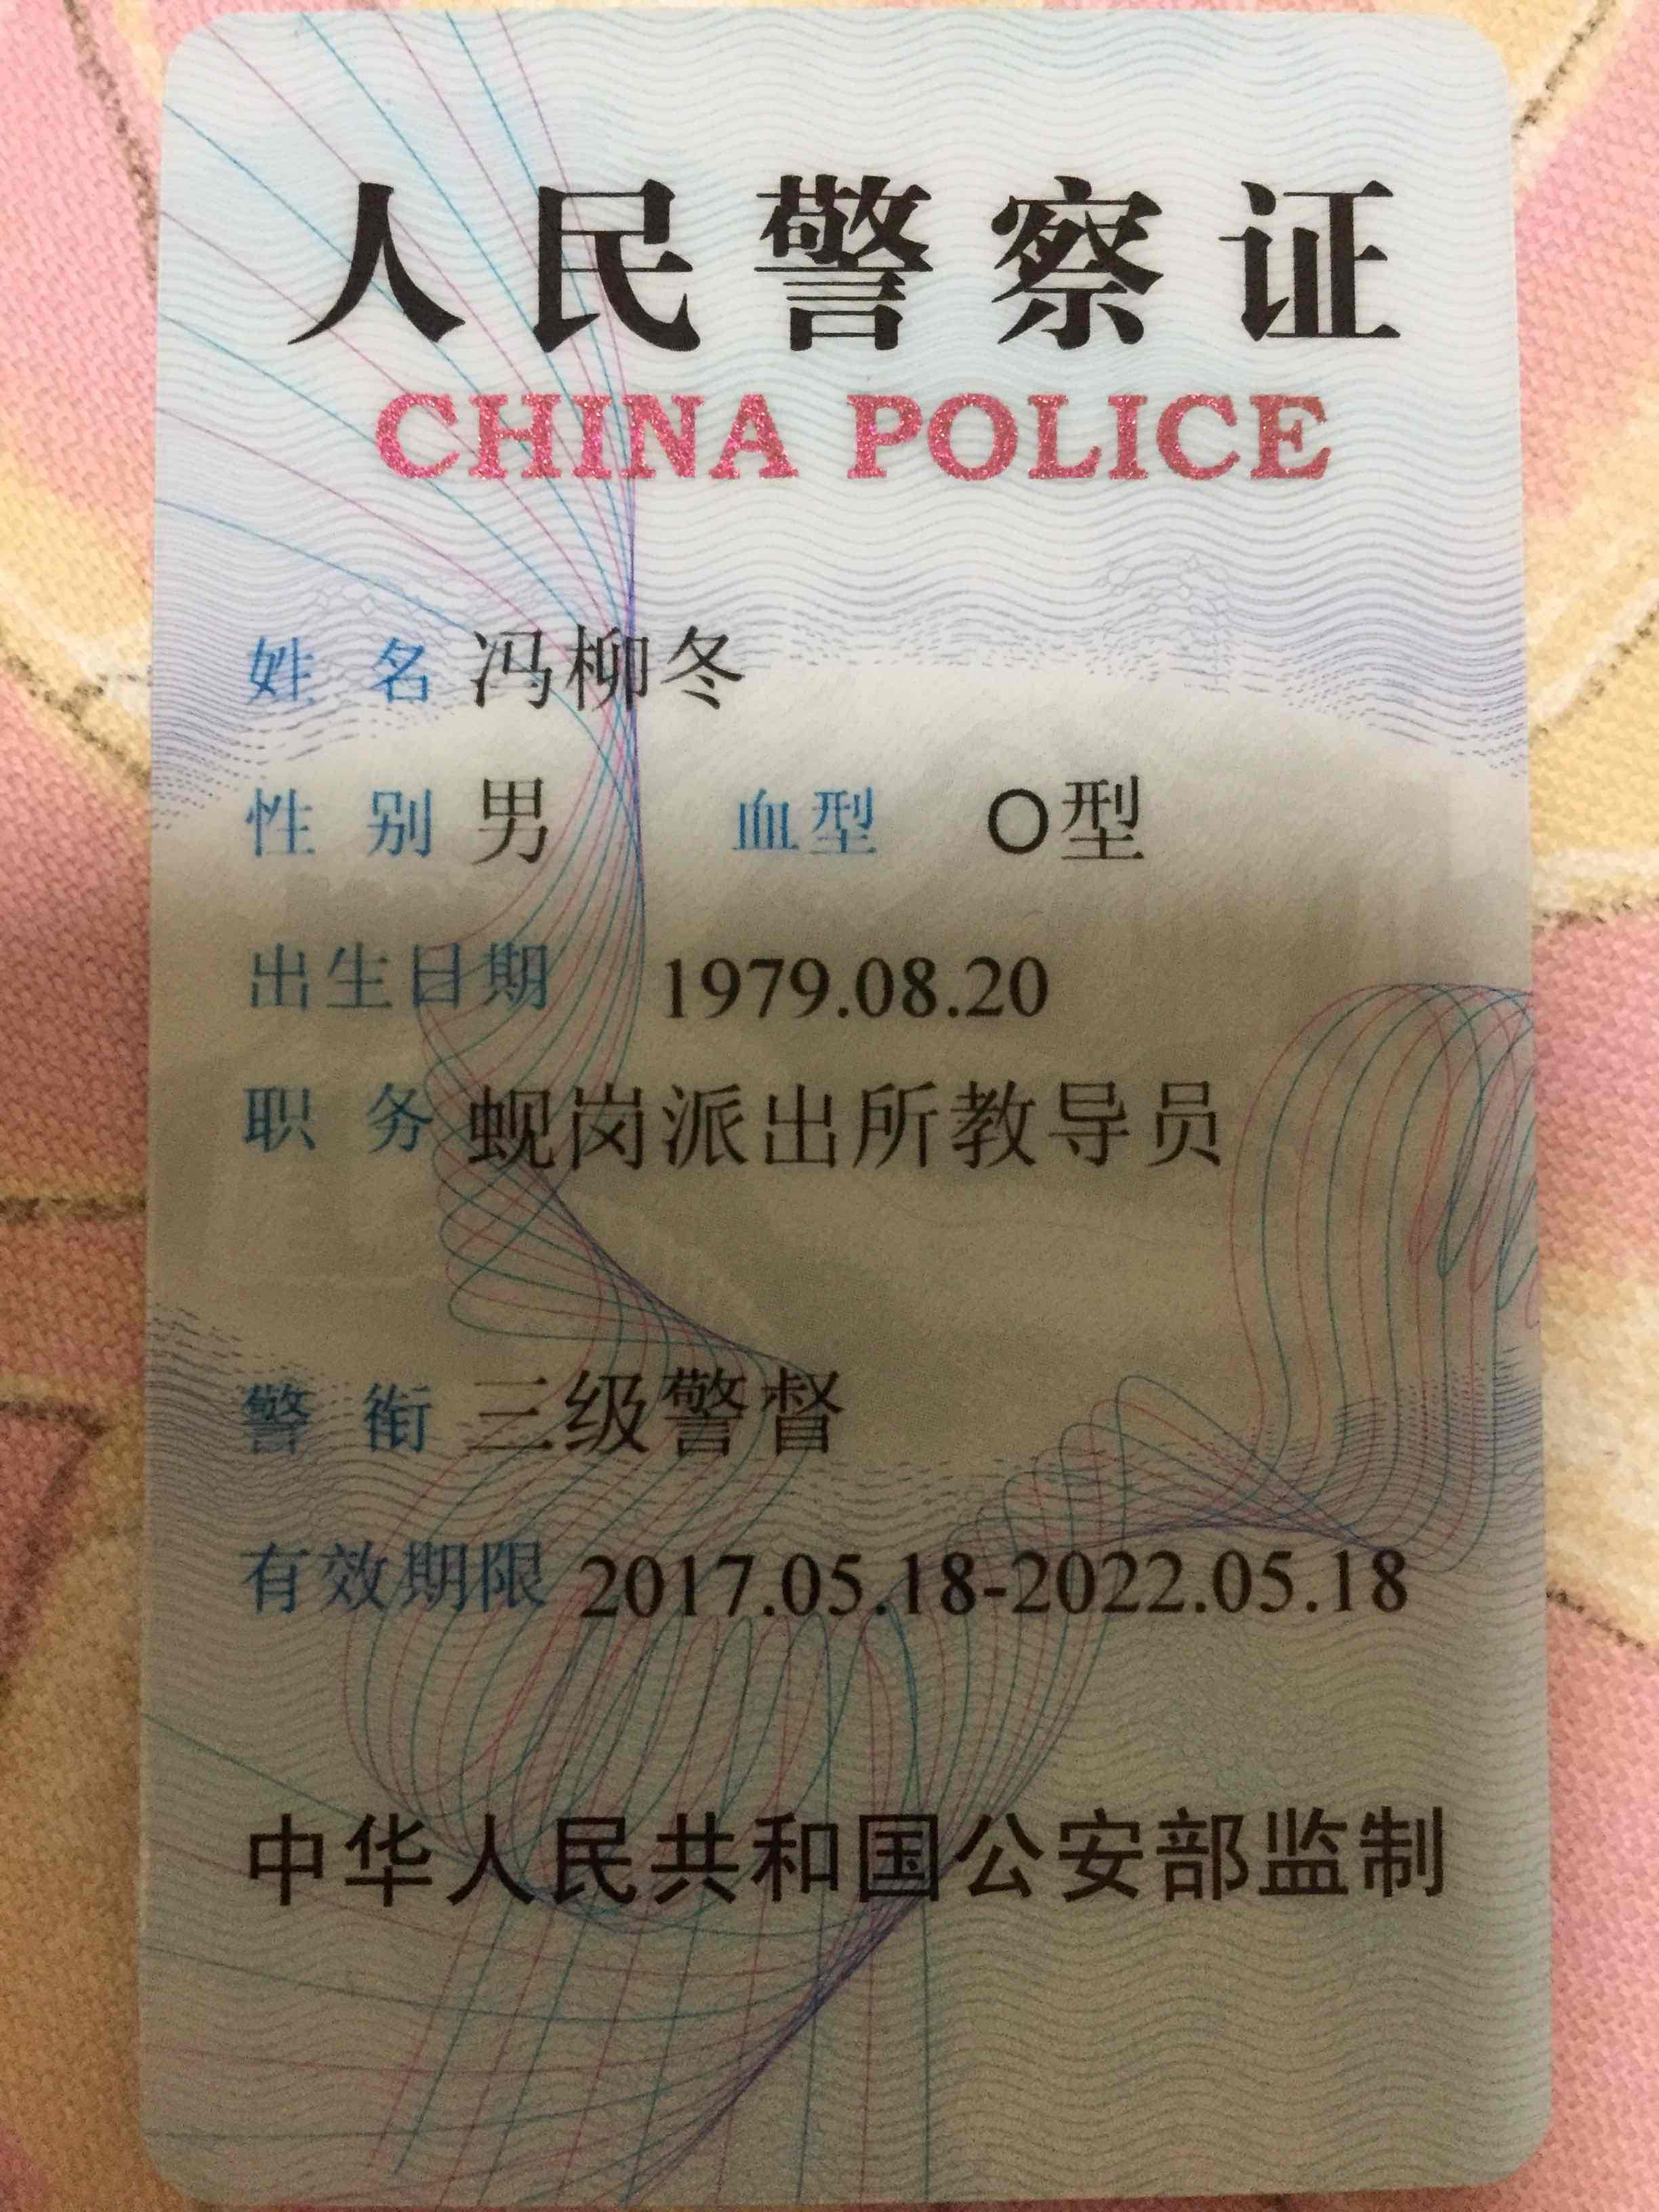 人民警察证
CHINA POLICE
姓 名 冯柳冬
性 别 男 血型 O型
出生日期 1979.08.20
职 务 蚬岗派出所教导员
警 衔 三级警督
有效期限 2017.05.18-2022.05.18
中华人民共和国公安部监制